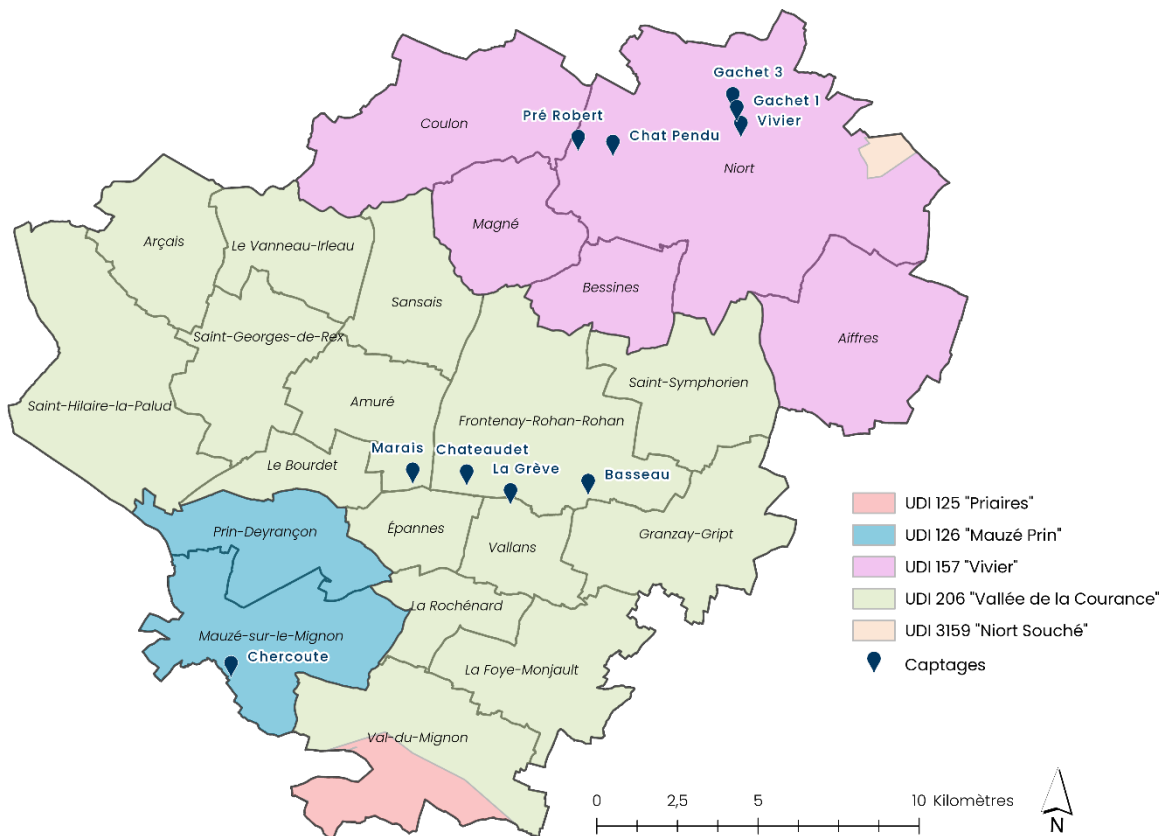 Gachet 3
Gachet 1
Pré Robert
Vivier
Coulon
Chat Pendu
Niort
Magné
Arçais
Le Vanneau-Irleau
Bessines
Sansais
Saint-Georges-de-Rex
Aiffres
Saint-Symphorien
Saint-Hilaire-la-Palud
Amuré
Frontenay-Rohan-Rohan
Marais
Chateaudet
Le Bourdet
La Grève
Basseau
Prin-Deyrançon
Épannes
Vallans
Granzay-Gript
La Rochénard
Mauzé-sur-le-Mignon
Chercoute
La Foye-Monjault
Val-du-Mignon
UDI 125 "Priaires"
UDI 126 "Mauzé Prin"
UDI 157 "Vivier"
UDI 206 "Vallée de la Courance"
UDI 3159 "Niort Souché"
Captages
0 2,5 5 10 Kilomètres
N